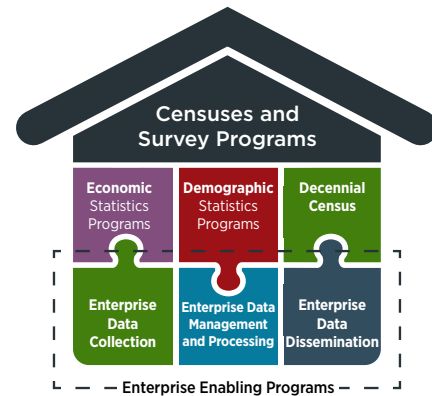 Censuses and
Survey Programs
Economic
Statistics
Programs
Demographic
Statistics
Programs
Decennial
Census
Enterprise
Data
Collection
Enterprise Data
Management
and Processing
Enterprise
Data
Dissemination
Enterprise Enabling Programs